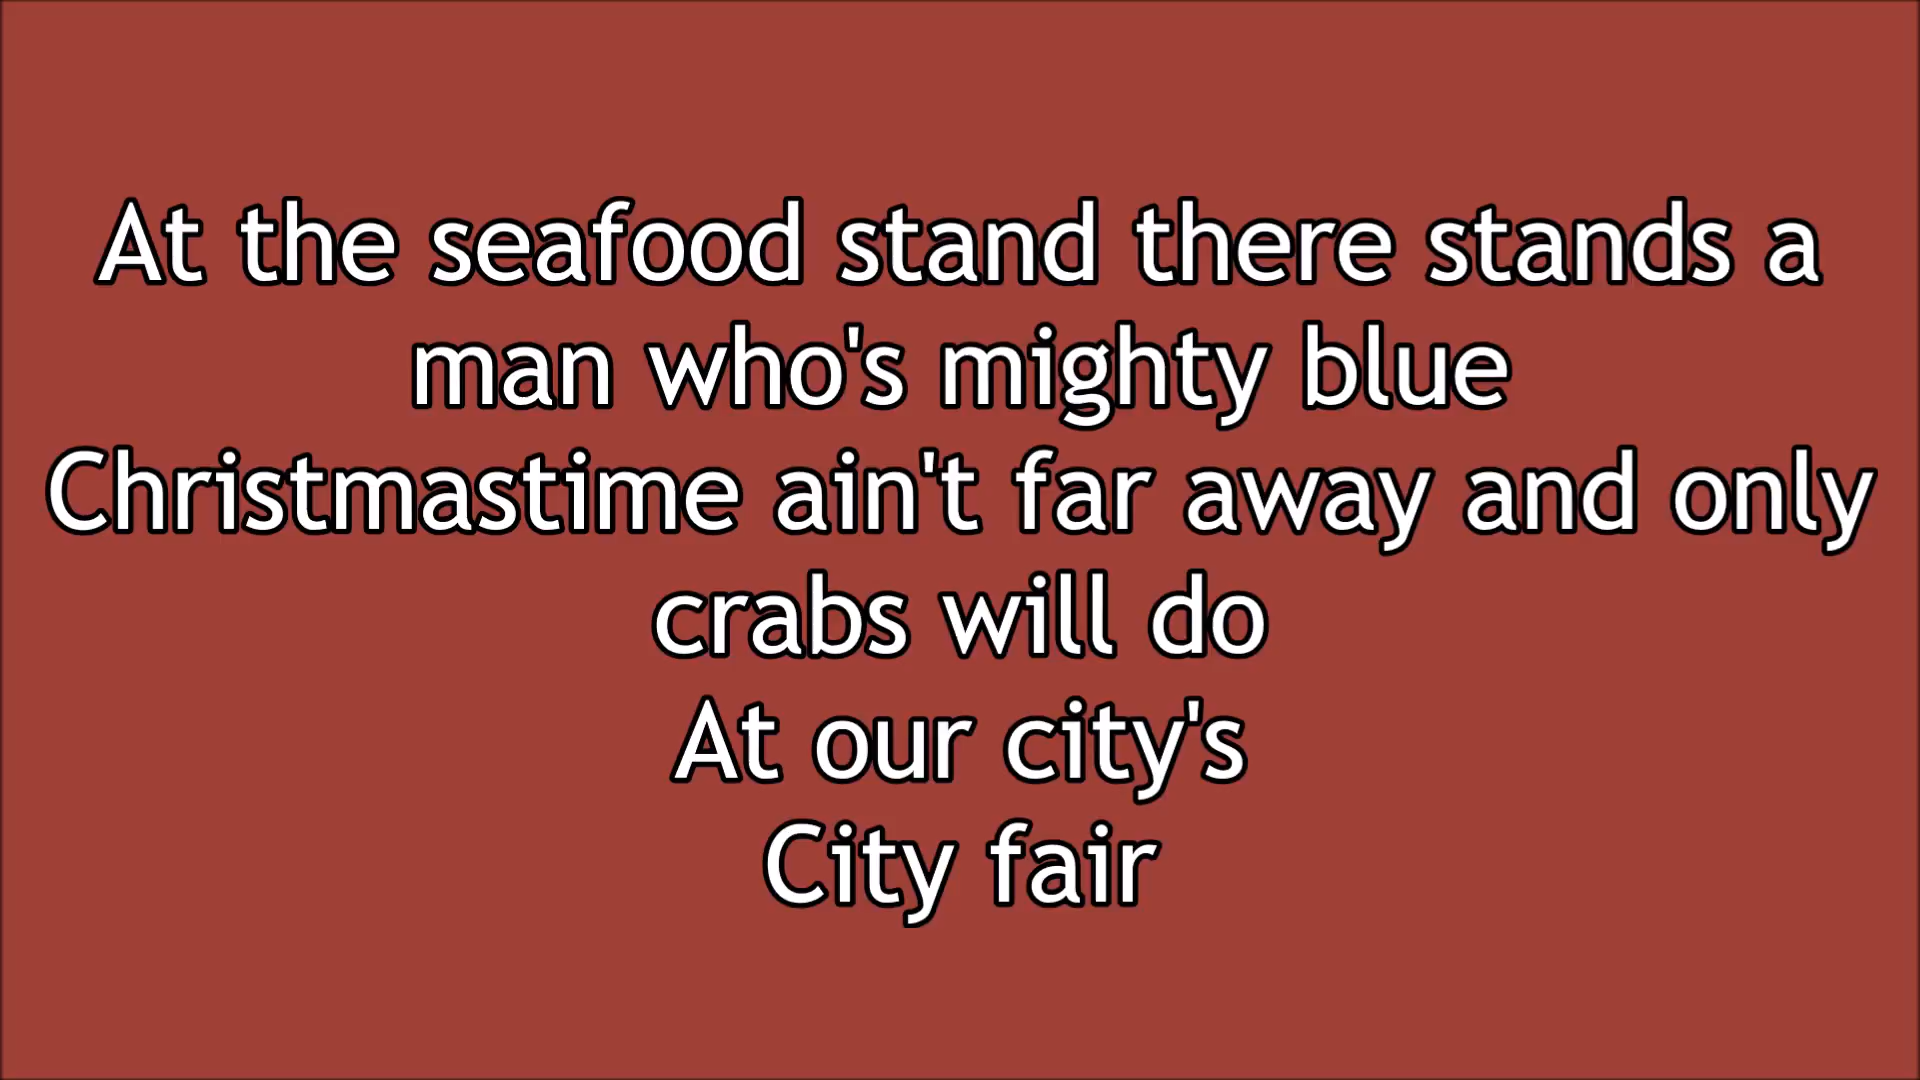 At the seafood stand there stands a
man who's mighty blue
Christmastime ain't far away and only
crabs will do
At our city's
City fair